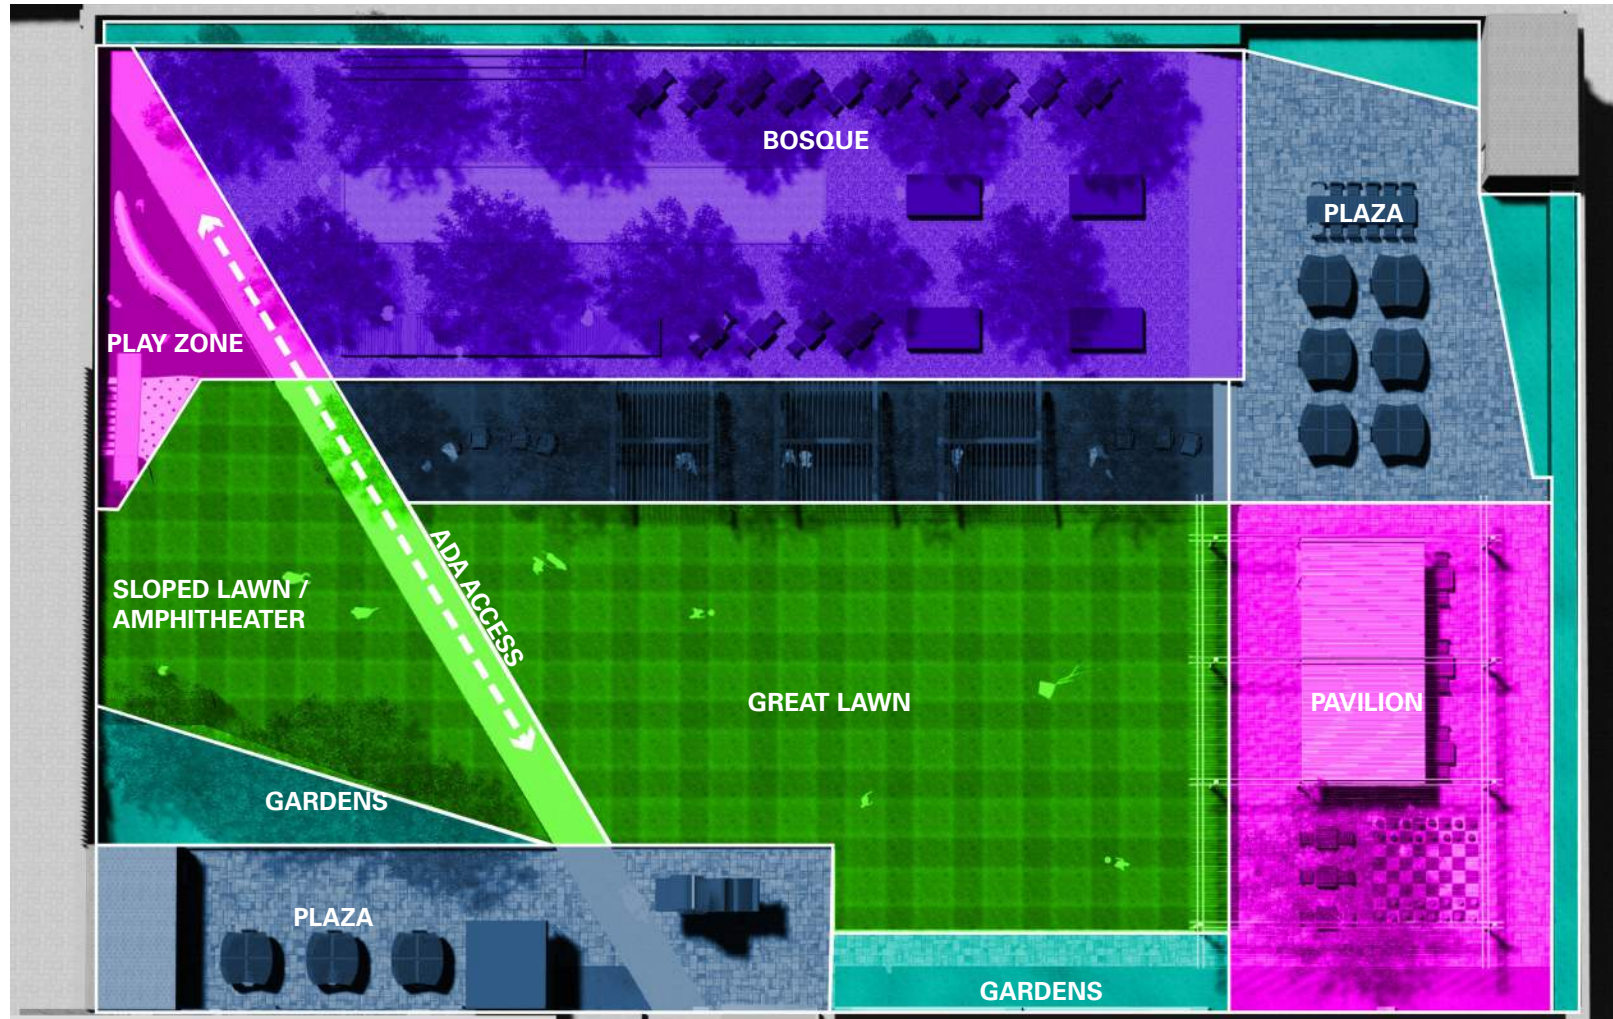 BOSQUE
PLAZA
PLAY ZONE
ADA ACCESS
SLOPED LAWN /
AMPHITHEATER
GREAT LAWN
PAVILION
GARDENS
PLAZA
GARDENS